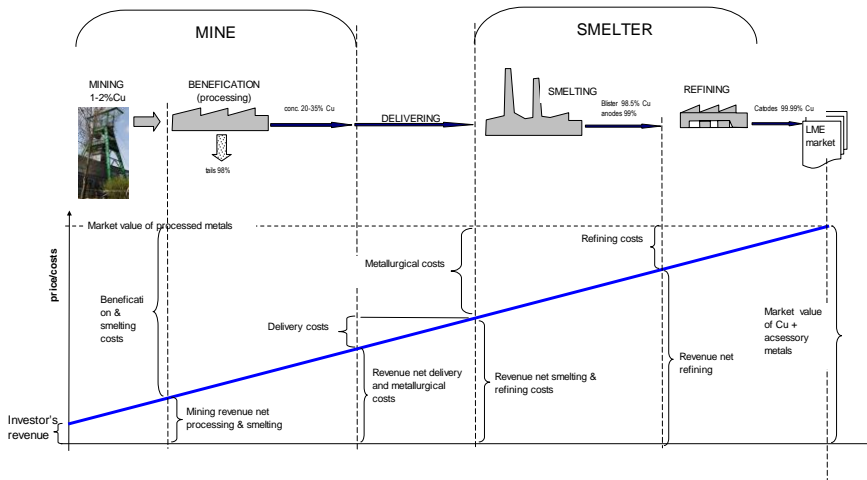 MINE
SMELTER
MINING
1-2%Cu
BENEFICATION
(processing)
conc. 20-35% Cu
DELIVERING
SMELTING
Blister 98.5% Cu
anodes 99%
REFINING
Catodes 99.99% Cu
LME
market
tails 98%
price/costs
Market value of processed metals
Beneficati
on &
smelting
costs
Metallurgical costs
Refining costs
Delivery costs
Market value
of Cu +
acsessory
metals
Revenue net delivery
and metallurgical
costs
Revenue net smelting &
refining costs
Revenue net
refining
Mining revenue net
processing & smelting
Investor's
revenue